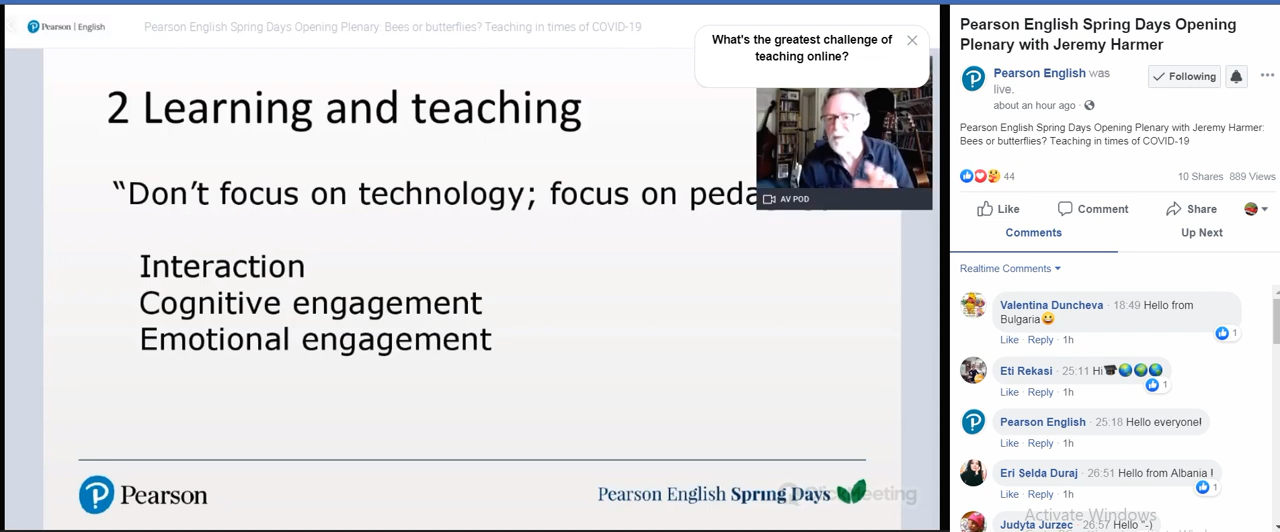 Pearson | English
Pearson English Spring Days Opening Plenary: Bees or butterflies? Teaching in times of COVID-19
What's the greatest challenge of
teaching online?
2 Learning and teaching
“Don’t focus on technology; focus on
AV POD
Interaction
Cognitive engagement
Emotional engagement
Pearson
Pearson English Spring Days
ClickMeeting
Pearson English Spring Days Opening
Plenary with Jeremy Harmer
Pearson English was
live.
Following
about an hour ago
Pearson English Spring Days Opening Plenary with Jeremy Harmer:
Bees or butterflies? Teaching in times of COVID-19
44
10 Shares 889 Views
Like Comment Share
Comments Up Next
Realtime Comments
Valentina Duncheva · 18:49 Hello from
Bulgaria😀
1
Like · Reply · 1h
Eti Rekasi · 25:11 Hi
1
Like · Reply · 1h
Pearson English · 25:18 Hello everyone!
Like · Reply · 1h
Eri Selda Duraj · 26:51 Hello from Albania !
1
Like · Reply · 1h
Activate Windows
Judyta Jurzec · 26:57 Hello :-)